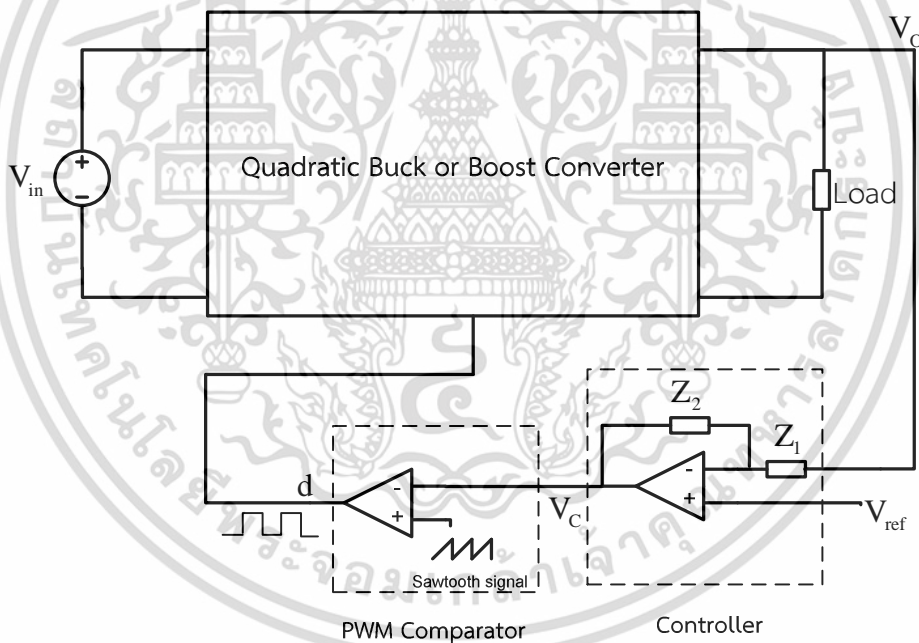 V_O
Quadratic Buck or Boost Converter
+
-
V_in
Load
Z_2
Z_1
-
+
V_ref
V_C
d
-
+
Sawtooth signal
PWM Comparator
Controller